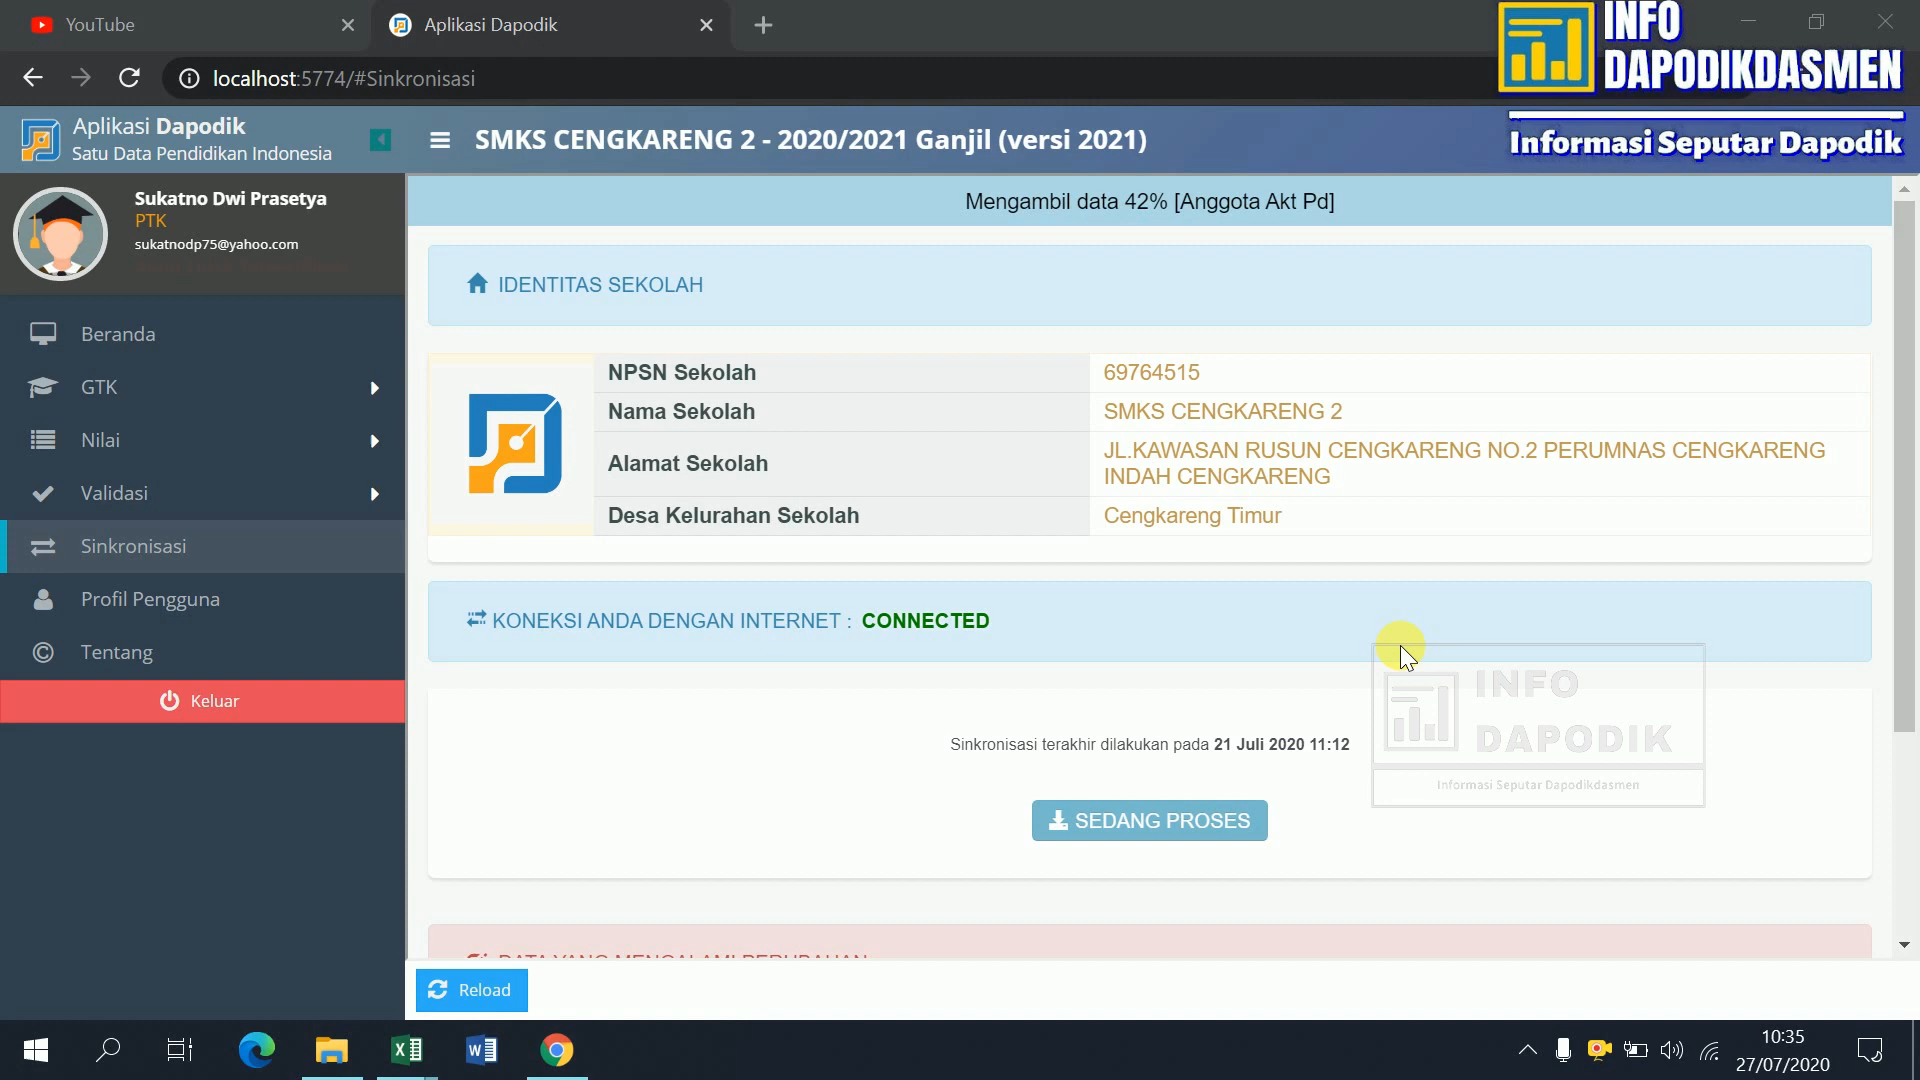 YouTube
Aplikasi Dapodik
INFO
DAPODIKDASMEN
Informasi Seputar Dapodik
localhost:5774/#Sinkronisasi
Aplikasi Dapodik
Satu Data Pendidikan Indonesia
SMKS CENGKARENG 2 - 2020/2021 Ganjil (versi 2021)
Sukatno Dwi Prasetya
PTK
sukatnodp75@yahoo.com
Beranda
GTK
Nilai
Validasi
Sinkronisasi
Profil Pengguna
Tentang
Keluar
Mengambil data 42% [Anggota Akt Pd]
IDENTITAS SEKOLAH
NPSN Sekolah 69764515
Nama Sekolah SMKS CENGKARENG 2
Alamat Sekolah JL.KAWASAN RUSUN CENGKARENG NO.2 PERUMNAS CENGKARENG
INDAH CENGKARENG
Desa Kelurahan Sekolah Cengkareng Timur
KONEKSI ANDA DENGAN INTERNET : CONNECTED
INFO
DAPODIK
Informasi Seputar Dapodikdasmen
Sinkronisasi terakhir dilakukan pada 21 Juli 2020 11:12
SEDANG PROSES
DATA YANG MENGALAMI PERUBAHAN
Reload
10:35
27/07/2020